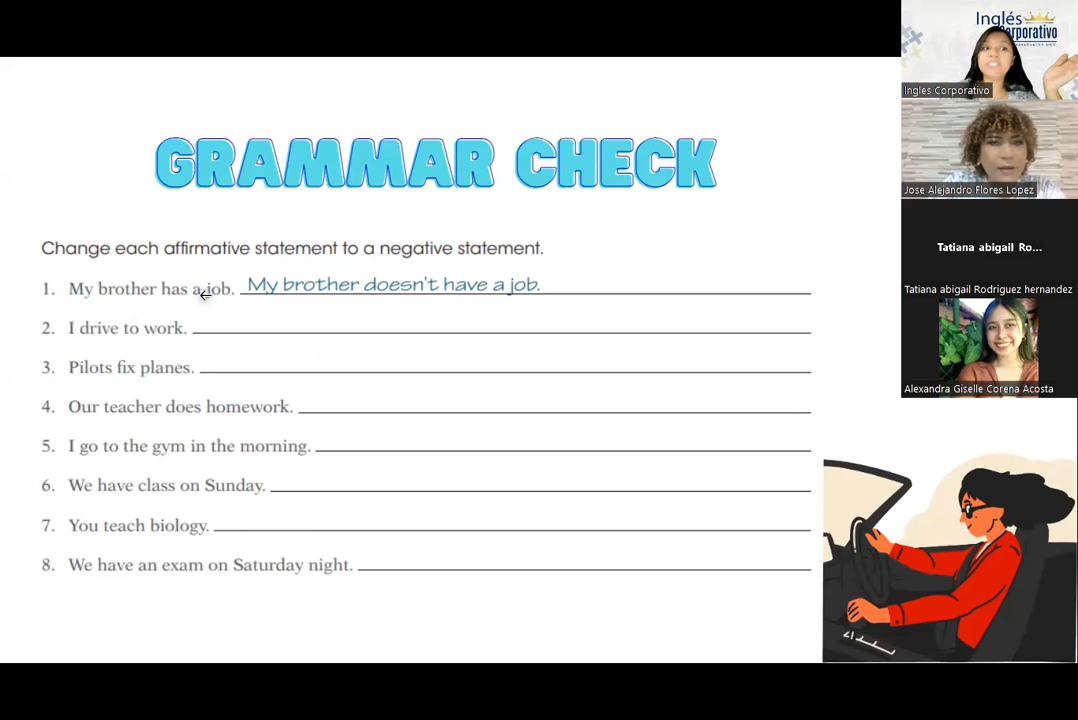 GRAMMAR CHECK
Change each affirmative statement to a negative statement.
1. My brother has a job. My brother doesn't have a job.
2. I drive to work.
3. Pilots fix planes.
4. Our teacher does homework.
5. I go to the gym in the morning.
6. We have class on Sunday.
7. You teach biology.
8. We have an exam on Saturday night.
Inglés
Corporativo
Ingles Corporativo
Jose Alejandro Flores Lopez
Tatiana abigail Ro...
Tatiana abigail Rodriguez hernandez
Alexandra Giselle Corena Acosta